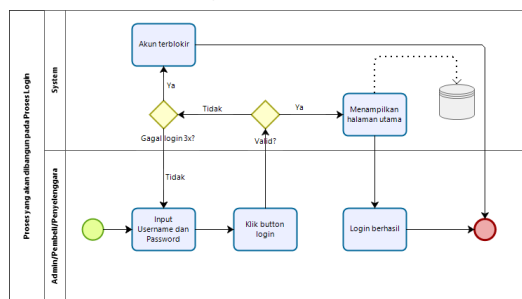 Proses yang akan dibangun pada Proses Login
System
Akun terblokir
Ya
Tidak
Ya
Menampilkan
halaman utama
Gagal login 3x?
Valid?
Admin/Pembeli/Penyelenggara
Tidak
Input
Username dan
Password
Klik button
login
Login berhasil